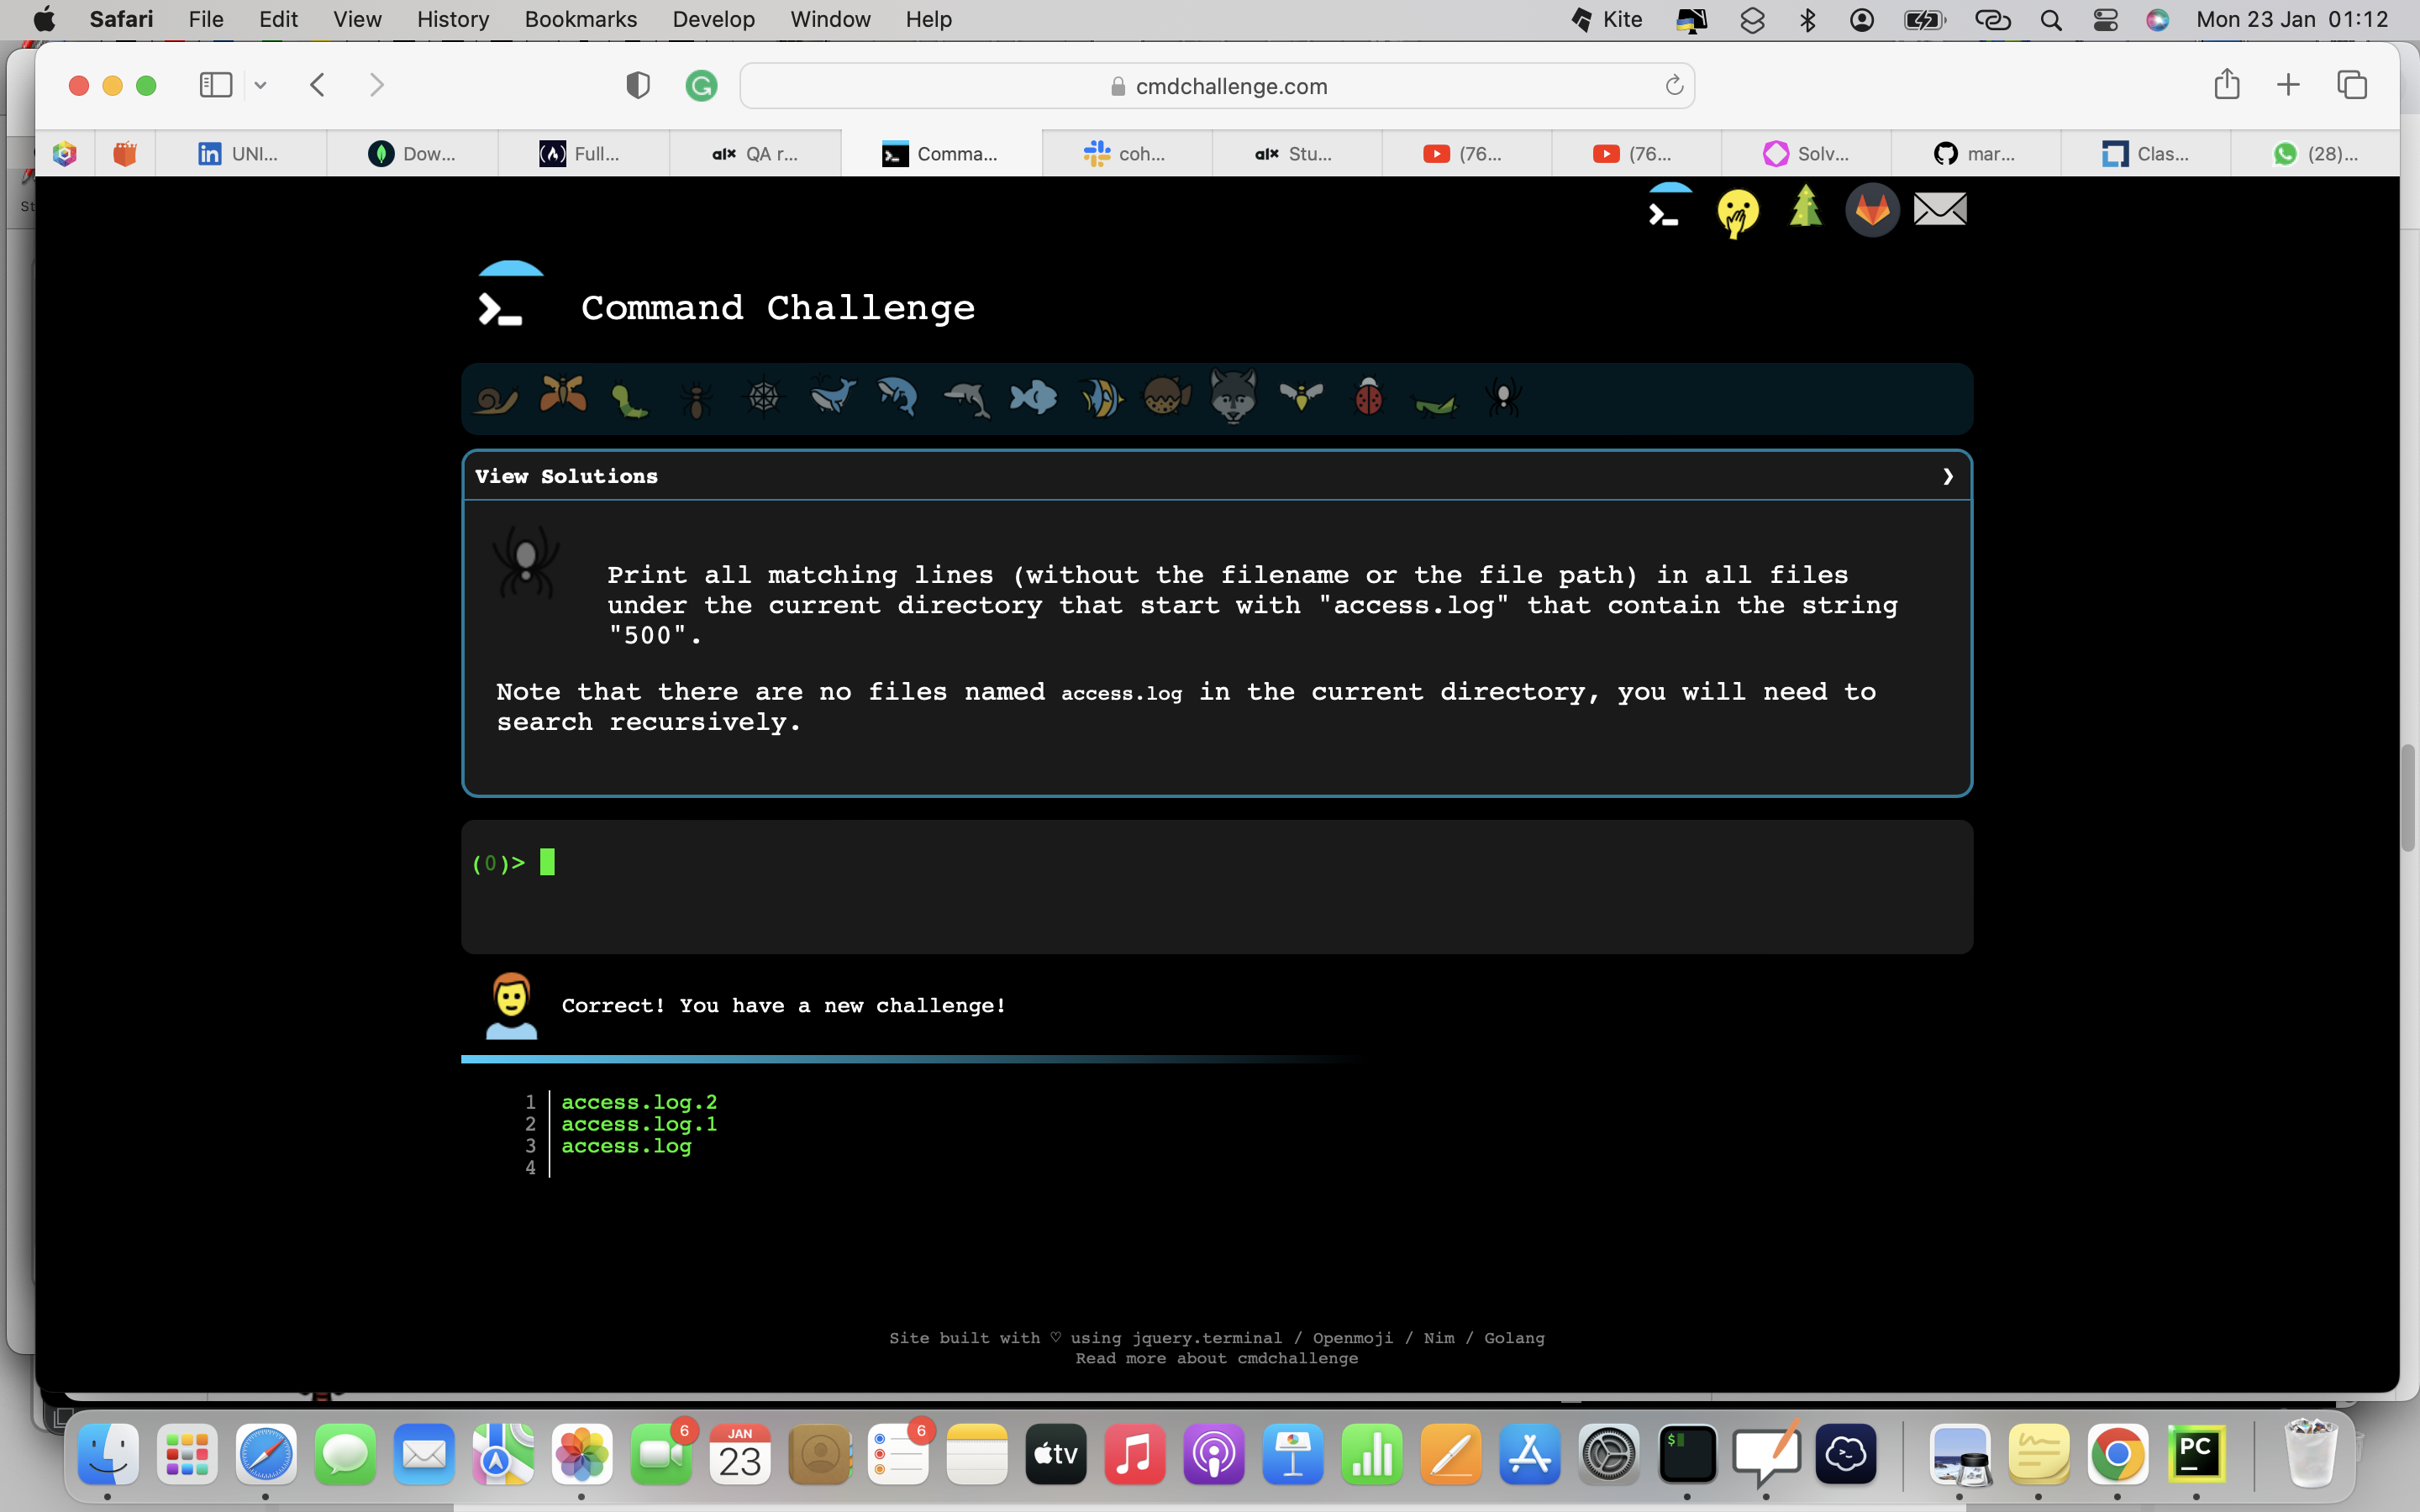 Safari File Edit View History Bookmarks Develop Window Help Kite Mon 23 Jan 01:12
cmdchallenge.com
UNI... Dow... Full... alx QA r... Comma... coh... alx Stu... (76... (76... Solv... mar... Clas... (28)...
Command Challenge
View Solutions
Print all matching lines (without the filename or the file path) in all files
under the current directory that start with "access.log" that contain the string
"500".
Note that there are no files named access.log in the current directory, you will need to
search recursively.
(0)>
Correct! You have a new challenge!
1 access.log.2
2 access.log.1
3 access.log
4
Site built with ♡ using jquery.terminal / Openmoji / Nim / Golang
Read more about cmdchallenge
6 JAN 23 6 tv $ PC